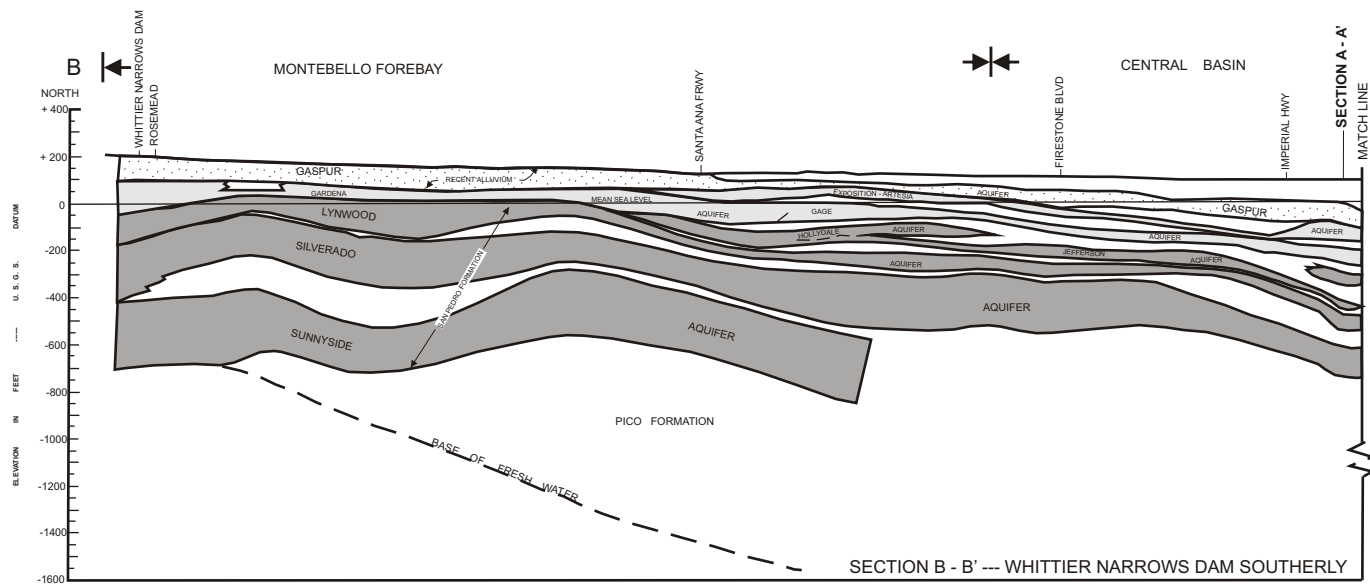 B
MONTEBELLO FOREBAY
CENTRAL BASIN
NORTH
WHITTIER NARROWS DAM
ROSEMEAD
SANTA ANA FRWY
FIRESTONE BLVD
IMPERIAL HWY
SECTION A - A'
MATCH LINE
+ 400
+ 200
0
-200
-400
-600
-800
-1000
-1200
-1400
-1600
ELEVATION IN FEET ---- U. S. G. S. DATUM
GASPUR
RECENT ALLUVIUM
GARDENA
MEAN SEA LEVEL
EXPOSITION - ARTESIA
AQUIFER
GASPUR
LYNWOOD
AQUIFER
GAGE
HOLLYDALE
AQUIFER
AQUIFER
AQUIFER
SILVERADO
AQUIFER
JEFFERSON
AQUIFER
SAN PEDRO FORMATION
AQUIFER
SUNNYSIDE
AQUIFER
PICO FORMATION
BASE OF FRESH WATER
SECTION B - B' --- WHITTIER NARROWS DAM SOUTHERLY